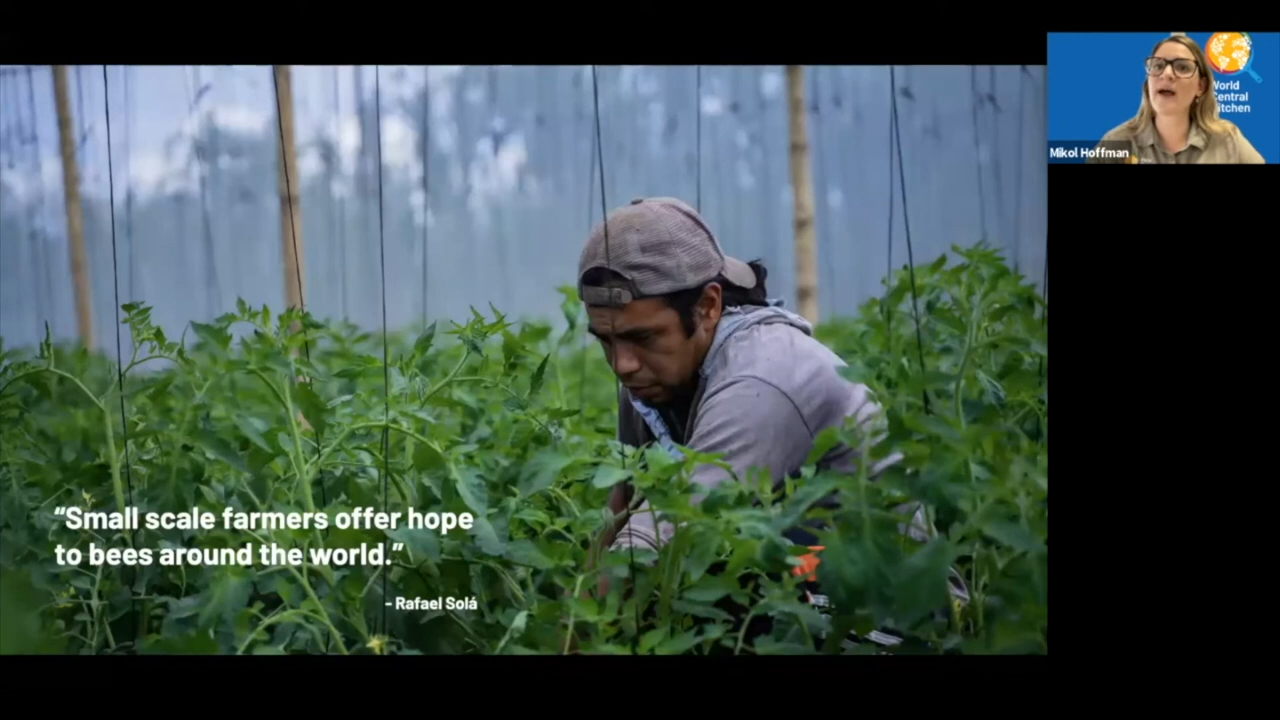 “Small scale farmers offer hope
to bees around the world.”
- Rafael Solá
World
Central
Kitchen
Mikol Hoffman